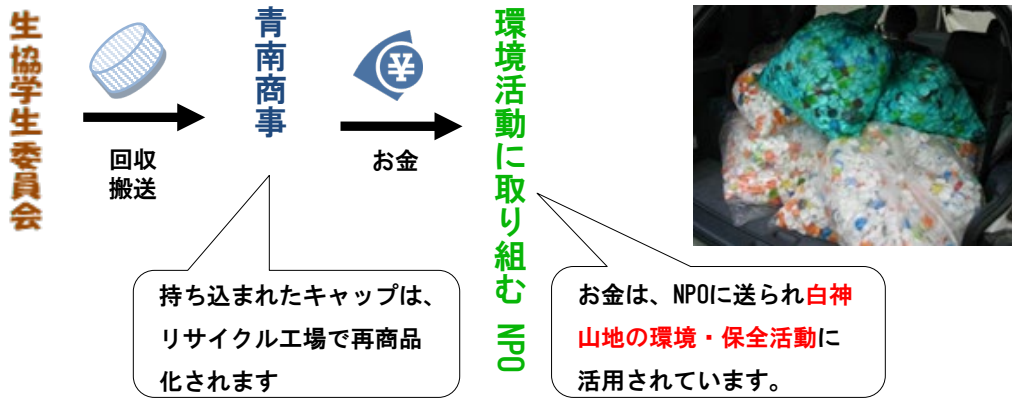 生協学生委員会
回収
搬送
青南商事
¥
お金
環境活動に取り組む NPO
持ち込まれたキャップは、
リサイクル工場で再商品
化されます
お金は、NPOに送られ白神
山地の環境・保全活動に
活用されています。